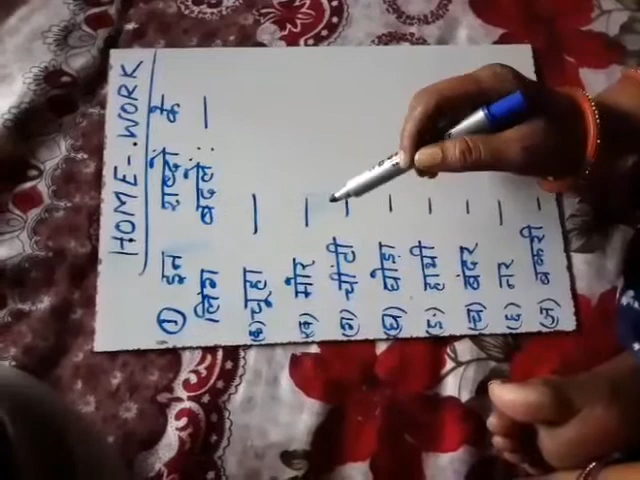 HOME-.WORK
① इन शब्दों के
लिंग बदलें : —
(क) चूहा —
(ख) मोर —
(ग) चींटी —
(घ) घोड़ा —
(ङ) हाथी —
(च) बंदर —
(छ) नर —
(ज) बकरी —